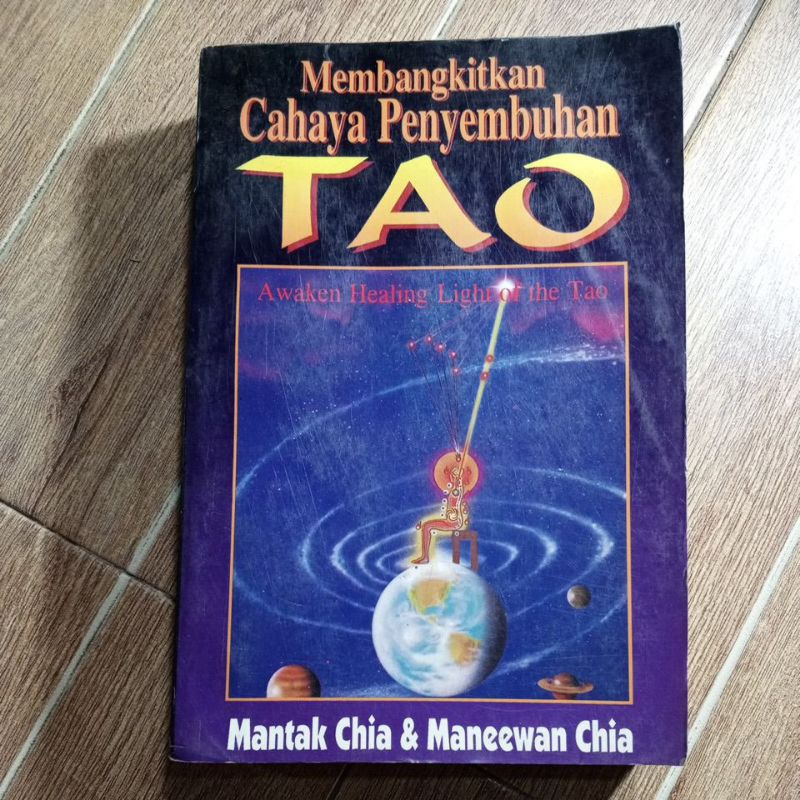 Membangkitkan
Cahaya Penyembuhan
TAO
Awaken Healing Light of the Tao
Mantak Chia & Maneewan Chia